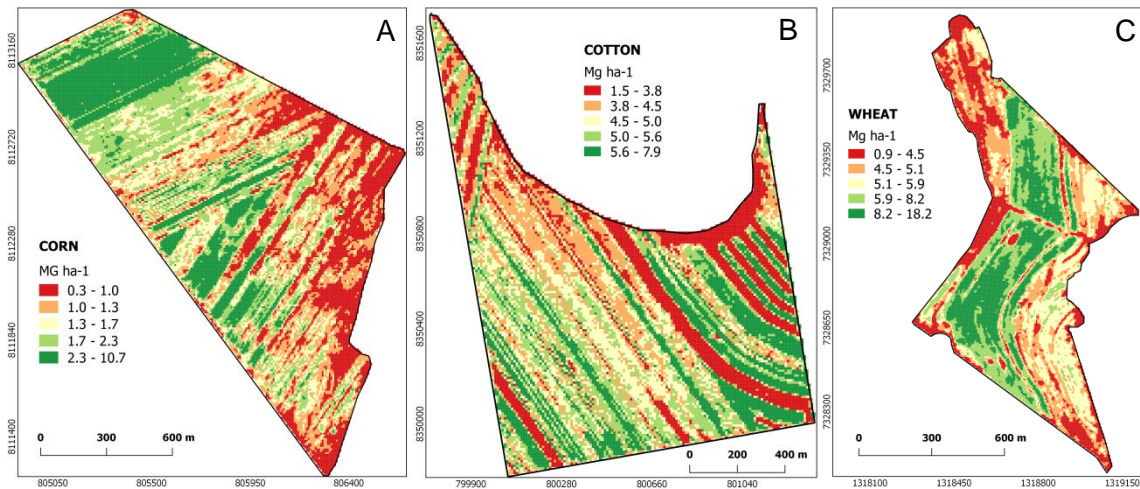 A
8113160
8112720
8112280
8111840
8111400
CORN
MG ha-1
0.3 - 1.0
1.0 - 1.3
1.3 - 1.7
1.7 - 2.3
2.3 - 10.7
0 300 600 m
805050 805500 805950 806400
B
8351600
8351200
8350800
8350400
8350000
COTTON
Mg ha-1
1.5 - 3.8
3.8 - 4.5
4.5 - 5.0
5.0 - 5.6
5.6 - 7.9
0 200 400 m
799900 800280 800660 801040
C
7329700
7329350
7329000
7328650
7328300
WHEAT
Mg ha-1
0.9 - 4.5
4.5 - 5.1
5.1 - 5.9
5.9 - 8.2
8.2 - 18.2
0 300 600 m
1318100 1318450 1318800 1319150